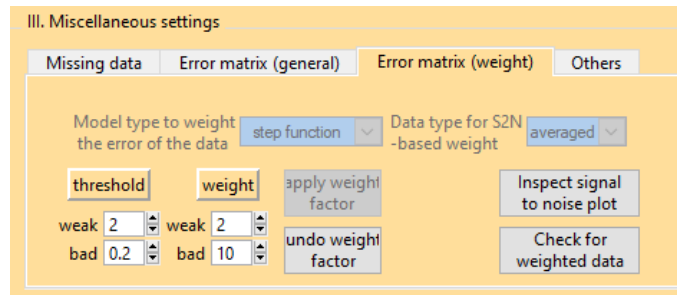 III. Miscellaneous settings
Missing data Error matrix (general) Error matrix (weight) Others
Model type to weight
the error of the data
step function
Data type for S2N
-based weight
averaged
threshold
weight
apply weight
factor
Inspect signal
to noise plot
weak 2
weak 2
bad 0.2
bad 10
undo weight
factor
Check for
weighted data